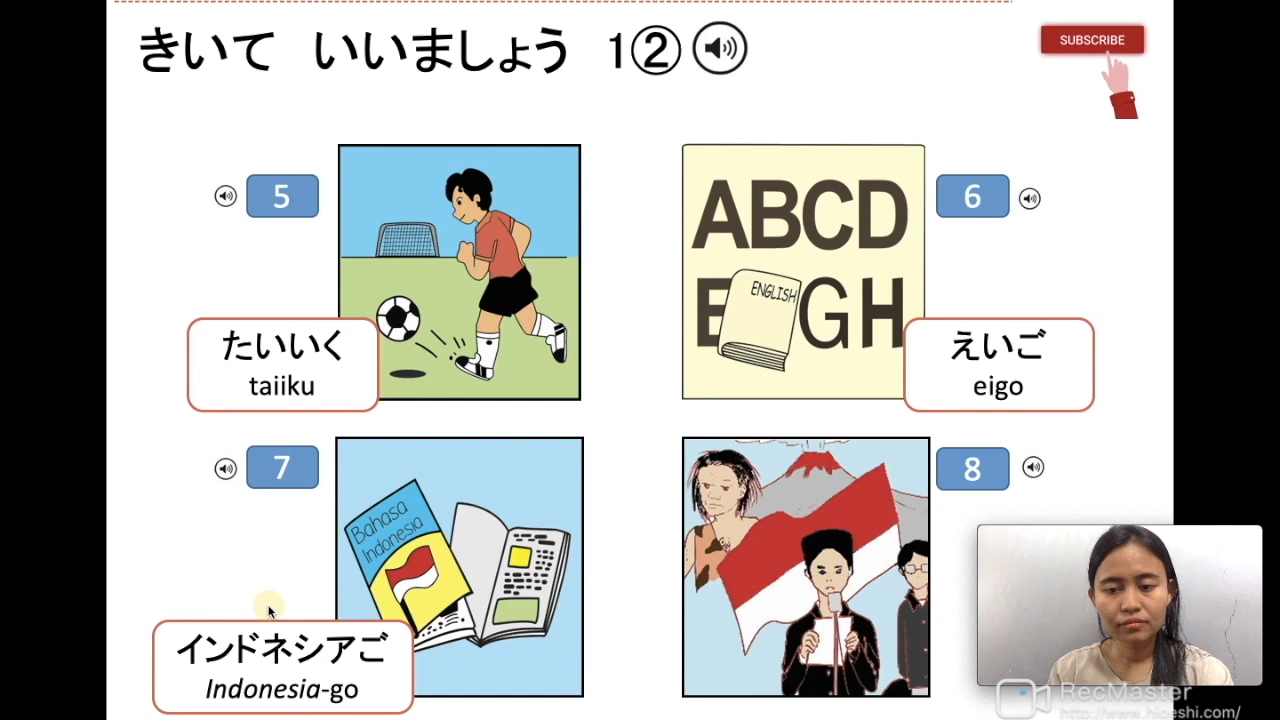 きいて いいましょう 1②
SUBSCRIBE
5
たいいく
taiiku
ABCD
E GH
ENGLISH
6
えいご
eigo
7
Bahasa
Indonesia
インドネシアご
Indonesia-go
8
RecMaster